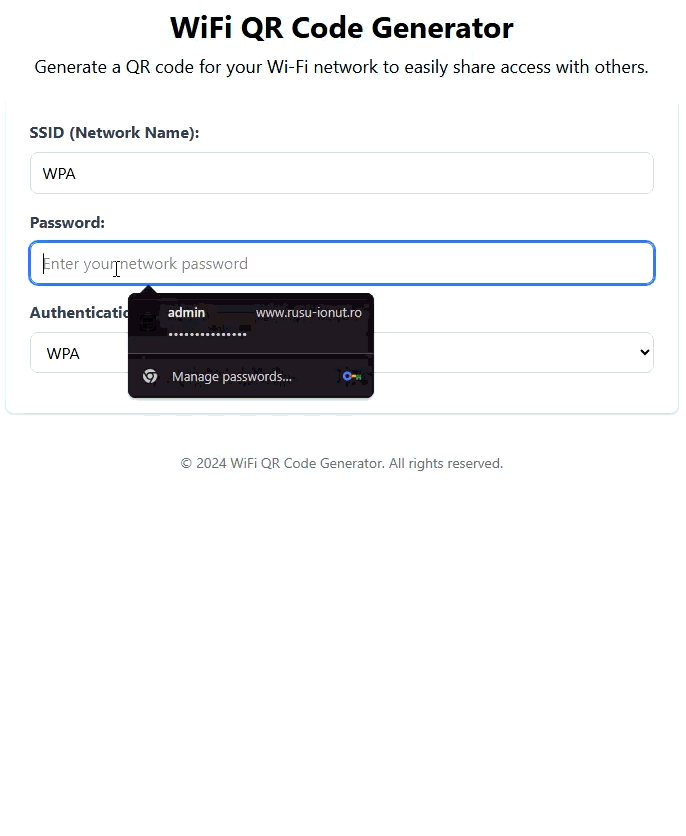 WiFi QR Code Generator
Generate a QR code for your Wi-Fi network to easily share access with others.
SSID (Network Name):
WPA
Password:
Enter your network password
admin www.rusu-ionut.ro
•••••••••••••••
Manage passwords...
Authenticatio
WPA
© 2024 WiFi QR Code Generator. All rights reserved.